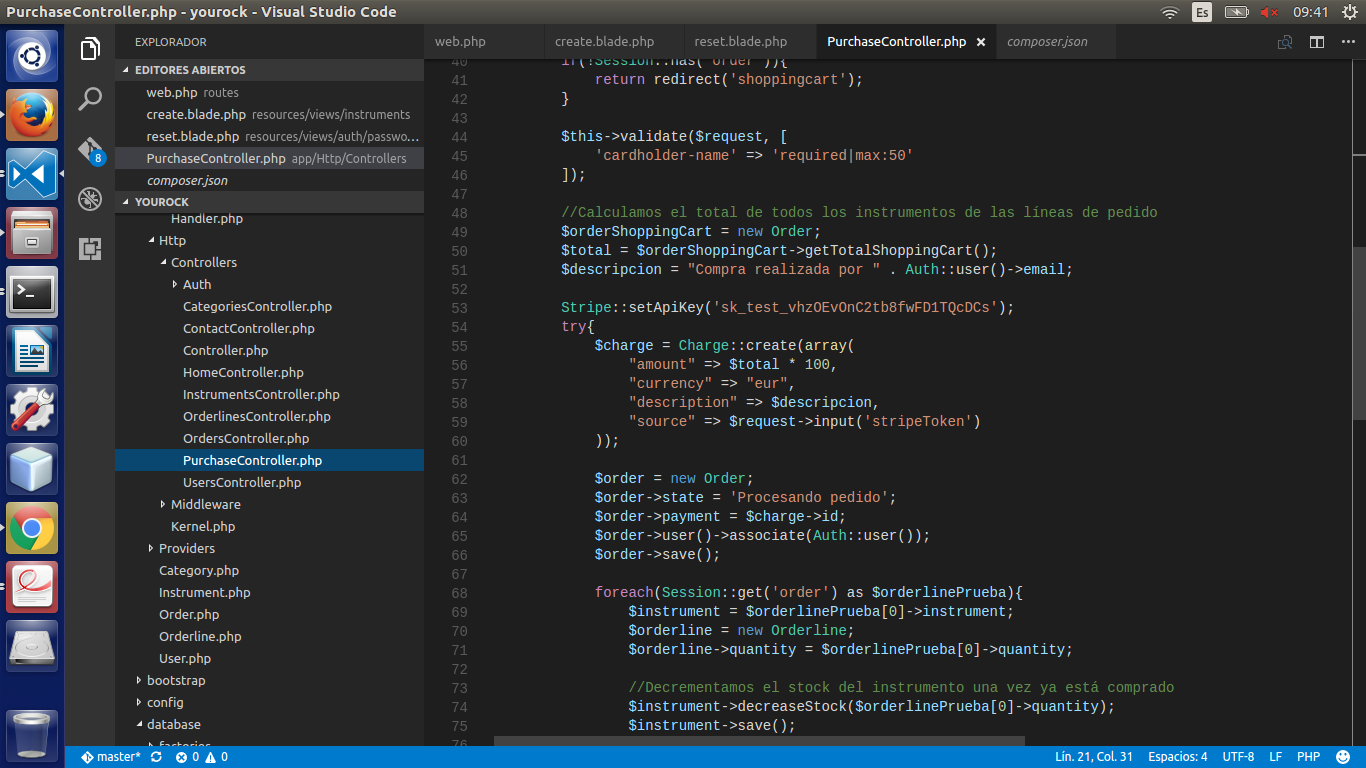 PurchaseController.php - yourock - Visual Studio Code
Es
09:41
EXPLORADOR
EDITORES ABIERTOS
web.php routes
create.blade.php resources/views/instruments
reset.blade.php resources/views/auth/passwo...
PurchaseController.php app/Http/Controllers
composer.json
YOUROCK
Handler.php
Http
Controllers
Auth
CategoriesController.php
ContactController.php
Controller.php
HomeController.php
InstrumentsController.php
OrderlinesController.php
OrdersController.php
PurchaseController.php
UsersController.php
Middleware
Kernel.php
Providers
Category.php
Instrument.php
Order.php
Orderline.php
User.php
bootstrap
config
database
factories
8
web.php create.blade.php reset.blade.php PurchaseController.php × composer.json
40 if(!Session::has('order')){
41 return redirect('shoppingcart');
42 }
43
44 $this->validate($request, [
45 'cardholder-name' => 'required|max:50'
46 ]);
47
48 //Calculamos el total de todos los instrumentos de las líneas de pedido
49 $orderShoppingCart = new Order;
50 $total = $orderShoppingCart->getTotalShoppingCart();
51 $descripcion = "Compra realizada por " . Auth::user()->email;
52
53 Stripe::setApiKey('sk_test_vhzOEvOnC2tb8fwFD1TQcDCs');
54 try{
55 $charge = Charge::create(array(
56 "amount" => $total * 100,
57 "currency" => "eur",
58 "description" => $descripcion,
59 "source" => $request->input('stripeToken')
60 ));
61
62 $order = new Order;
63 $order->state = 'Procesando pedido';
64 $order->payment = $charge->id;
65 $order->user()->associate(Auth::user());
66 $order->save();
67
68 foreach(Session::get('order') as $orderlinePrueba){
69 $instrument = $orderlinePrueba[0]->instrument;
70 $orderline = new Orderline;
71 $orderline->quantity = $orderlinePrueba[0]->quantity;
72
73 //Decrementamos el stock del instrumento una vez ya está comprado
74 $instrument->decreaseStock($orderlinePrueba[0]->quantity);
75 $instrument->save();
76
master* 0 0 Lín. 21, Col. 31 Espacios: 4 UTF-8 LF PHP